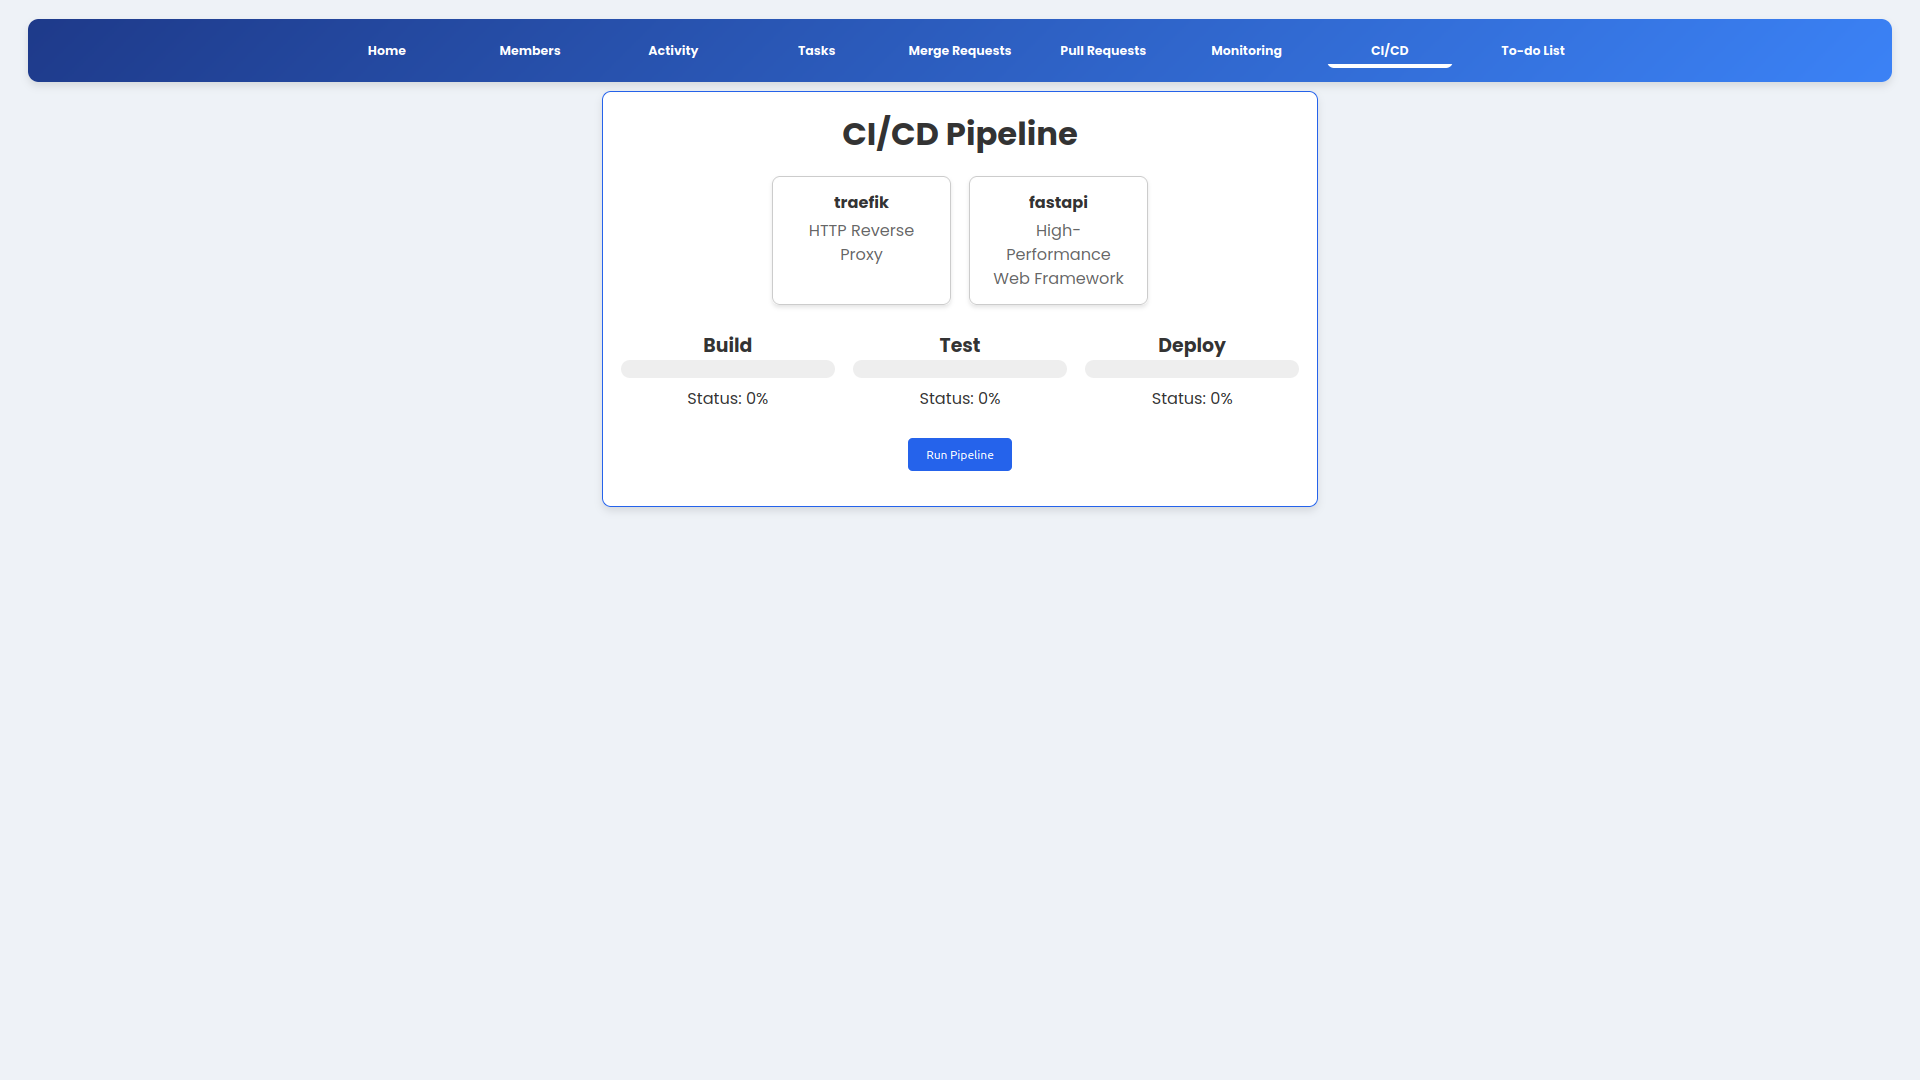 Home Members Activity Tasks Merge Requests Pull Requests Monitoring CI/CD To-do List
CI/CD Pipeline
traefik
HTTP Reverse
Proxy
fastapi
High-
Performance
Web Framework
Build
Status: 0%
Test
Status: 0%
Deploy
Status: 0%
Run Pipeline